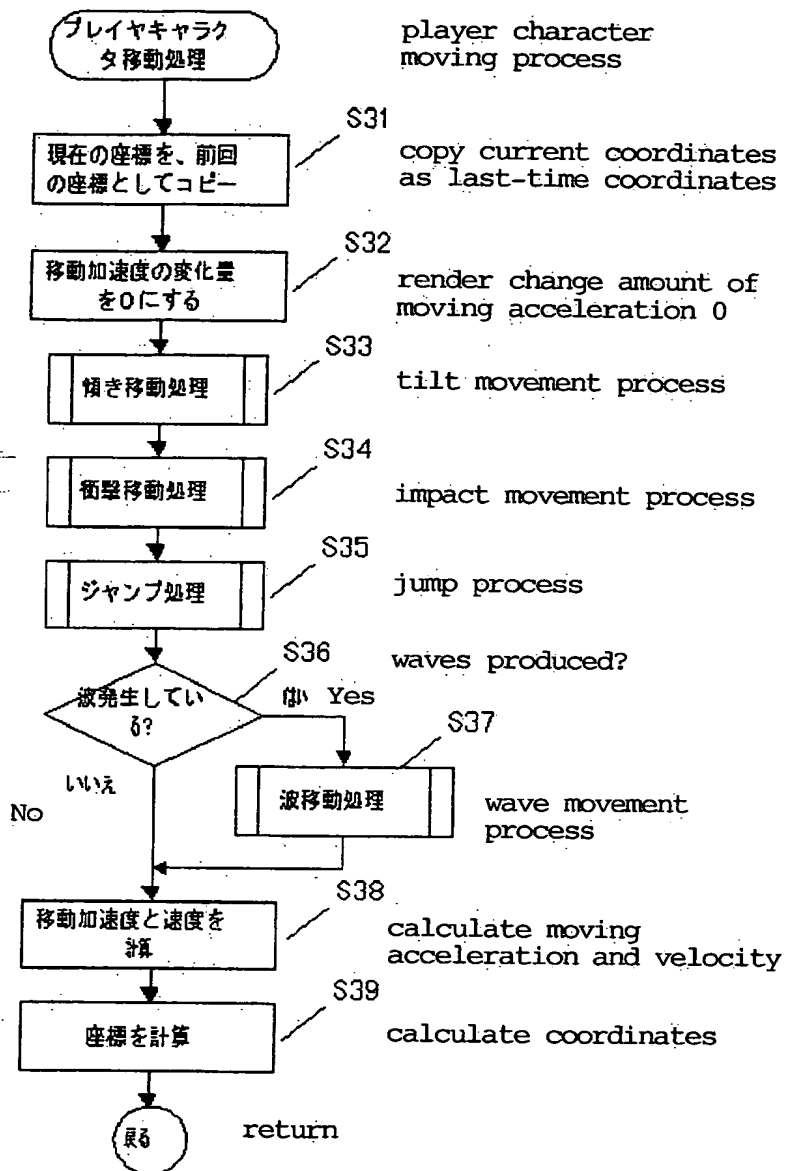 プレイヤキャラク
タ移動処理
player character
moving process
S31
現在の座標を、前回
の座標としてコピー
copy current coordinates
as last-time coordinates
S32
移動加速度の変化量
を0にする
render change amount of
moving acceleration 0
S33
傾き移動処理
tilt movement process
S34
衝撃移動処理
impact movement process
S35
ジャンプ処理
jump process
S36
waves produced?
波発生してい
る?
はい Yes
いいえ
No
S37
波移動処理
wave movement
process
S38
移動加速度と速度を
計算
calculate moving
acceleration and velocity
S39
座標を計算
calculate coordinates
戻る
return